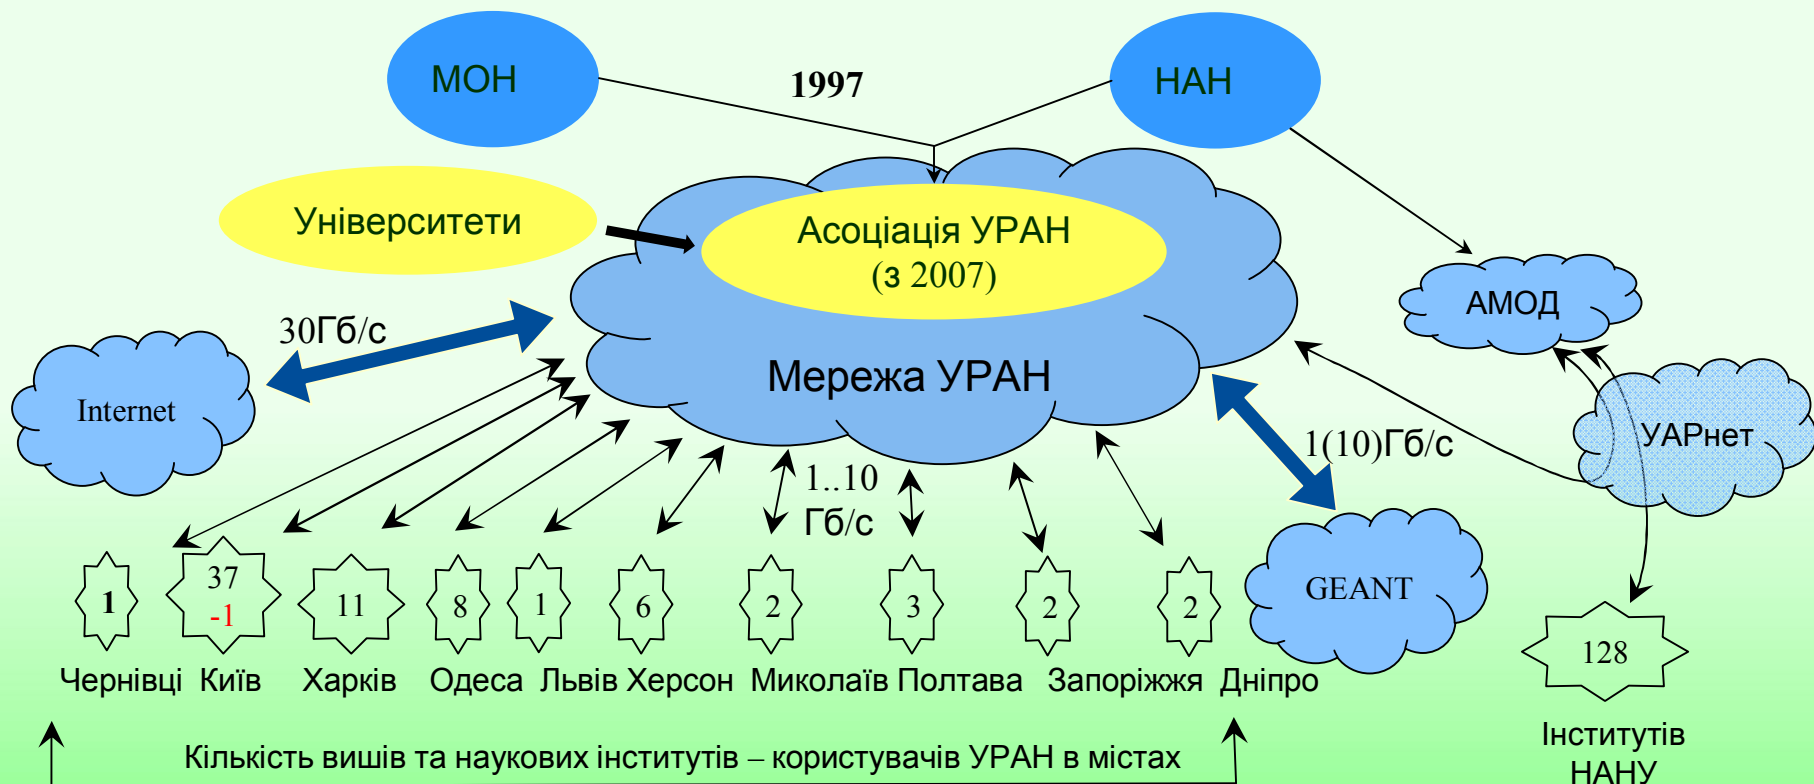 МОН
1997
НАН
Університети
Асоціація УРАН
(з 2007)
АМОД
30Гб/с
Internet
Мережа УРАН
УАРнет
1(10)Гб/с
1..10
Гб/с
GEANT
1
37
-1
11
8
1
6
2
3
2
2
128
Чернівці Київ Харків Одеса Львів Херсон Миколаїв Полтава Запоріжжя Дніпро
Інститутів
НАНУ
Кількість вишів та наукових інститутів – користувачів УРАН в містах